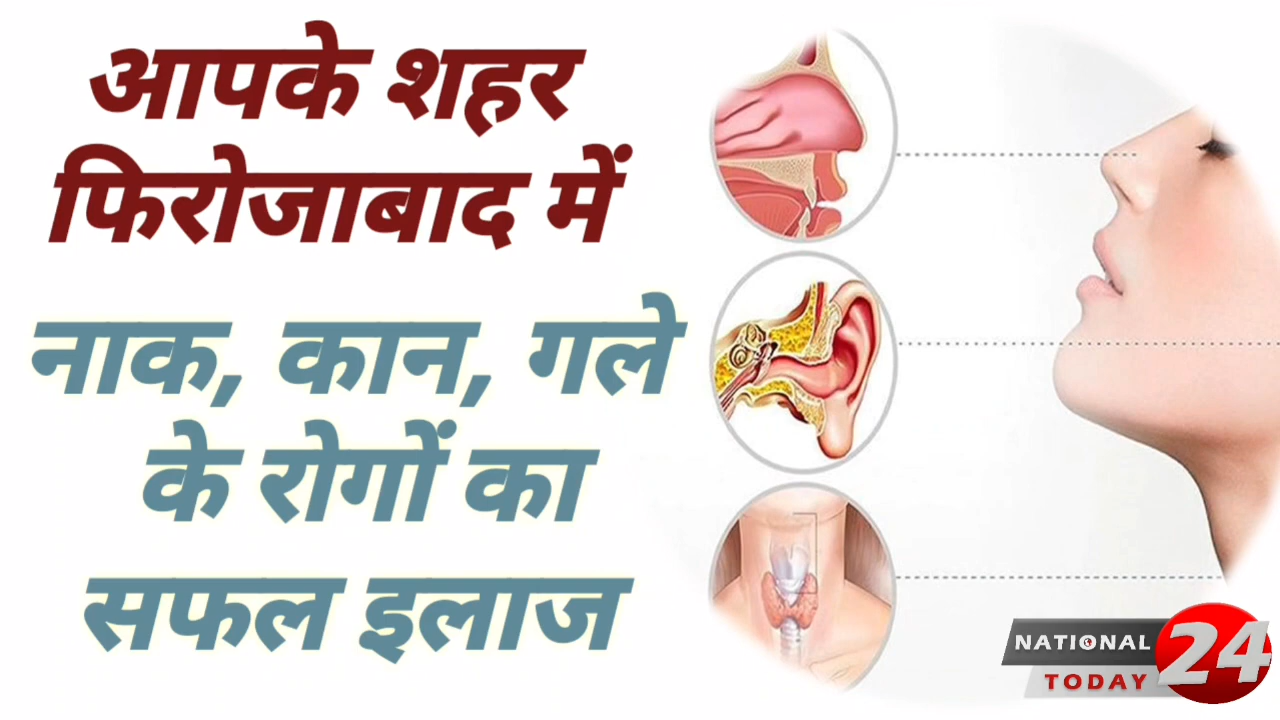 आपके शहर
फिरोजाबाद में
नाक, कान, गले
के रोगों का
सफल इलाज
NATIONAL
TODAY
24